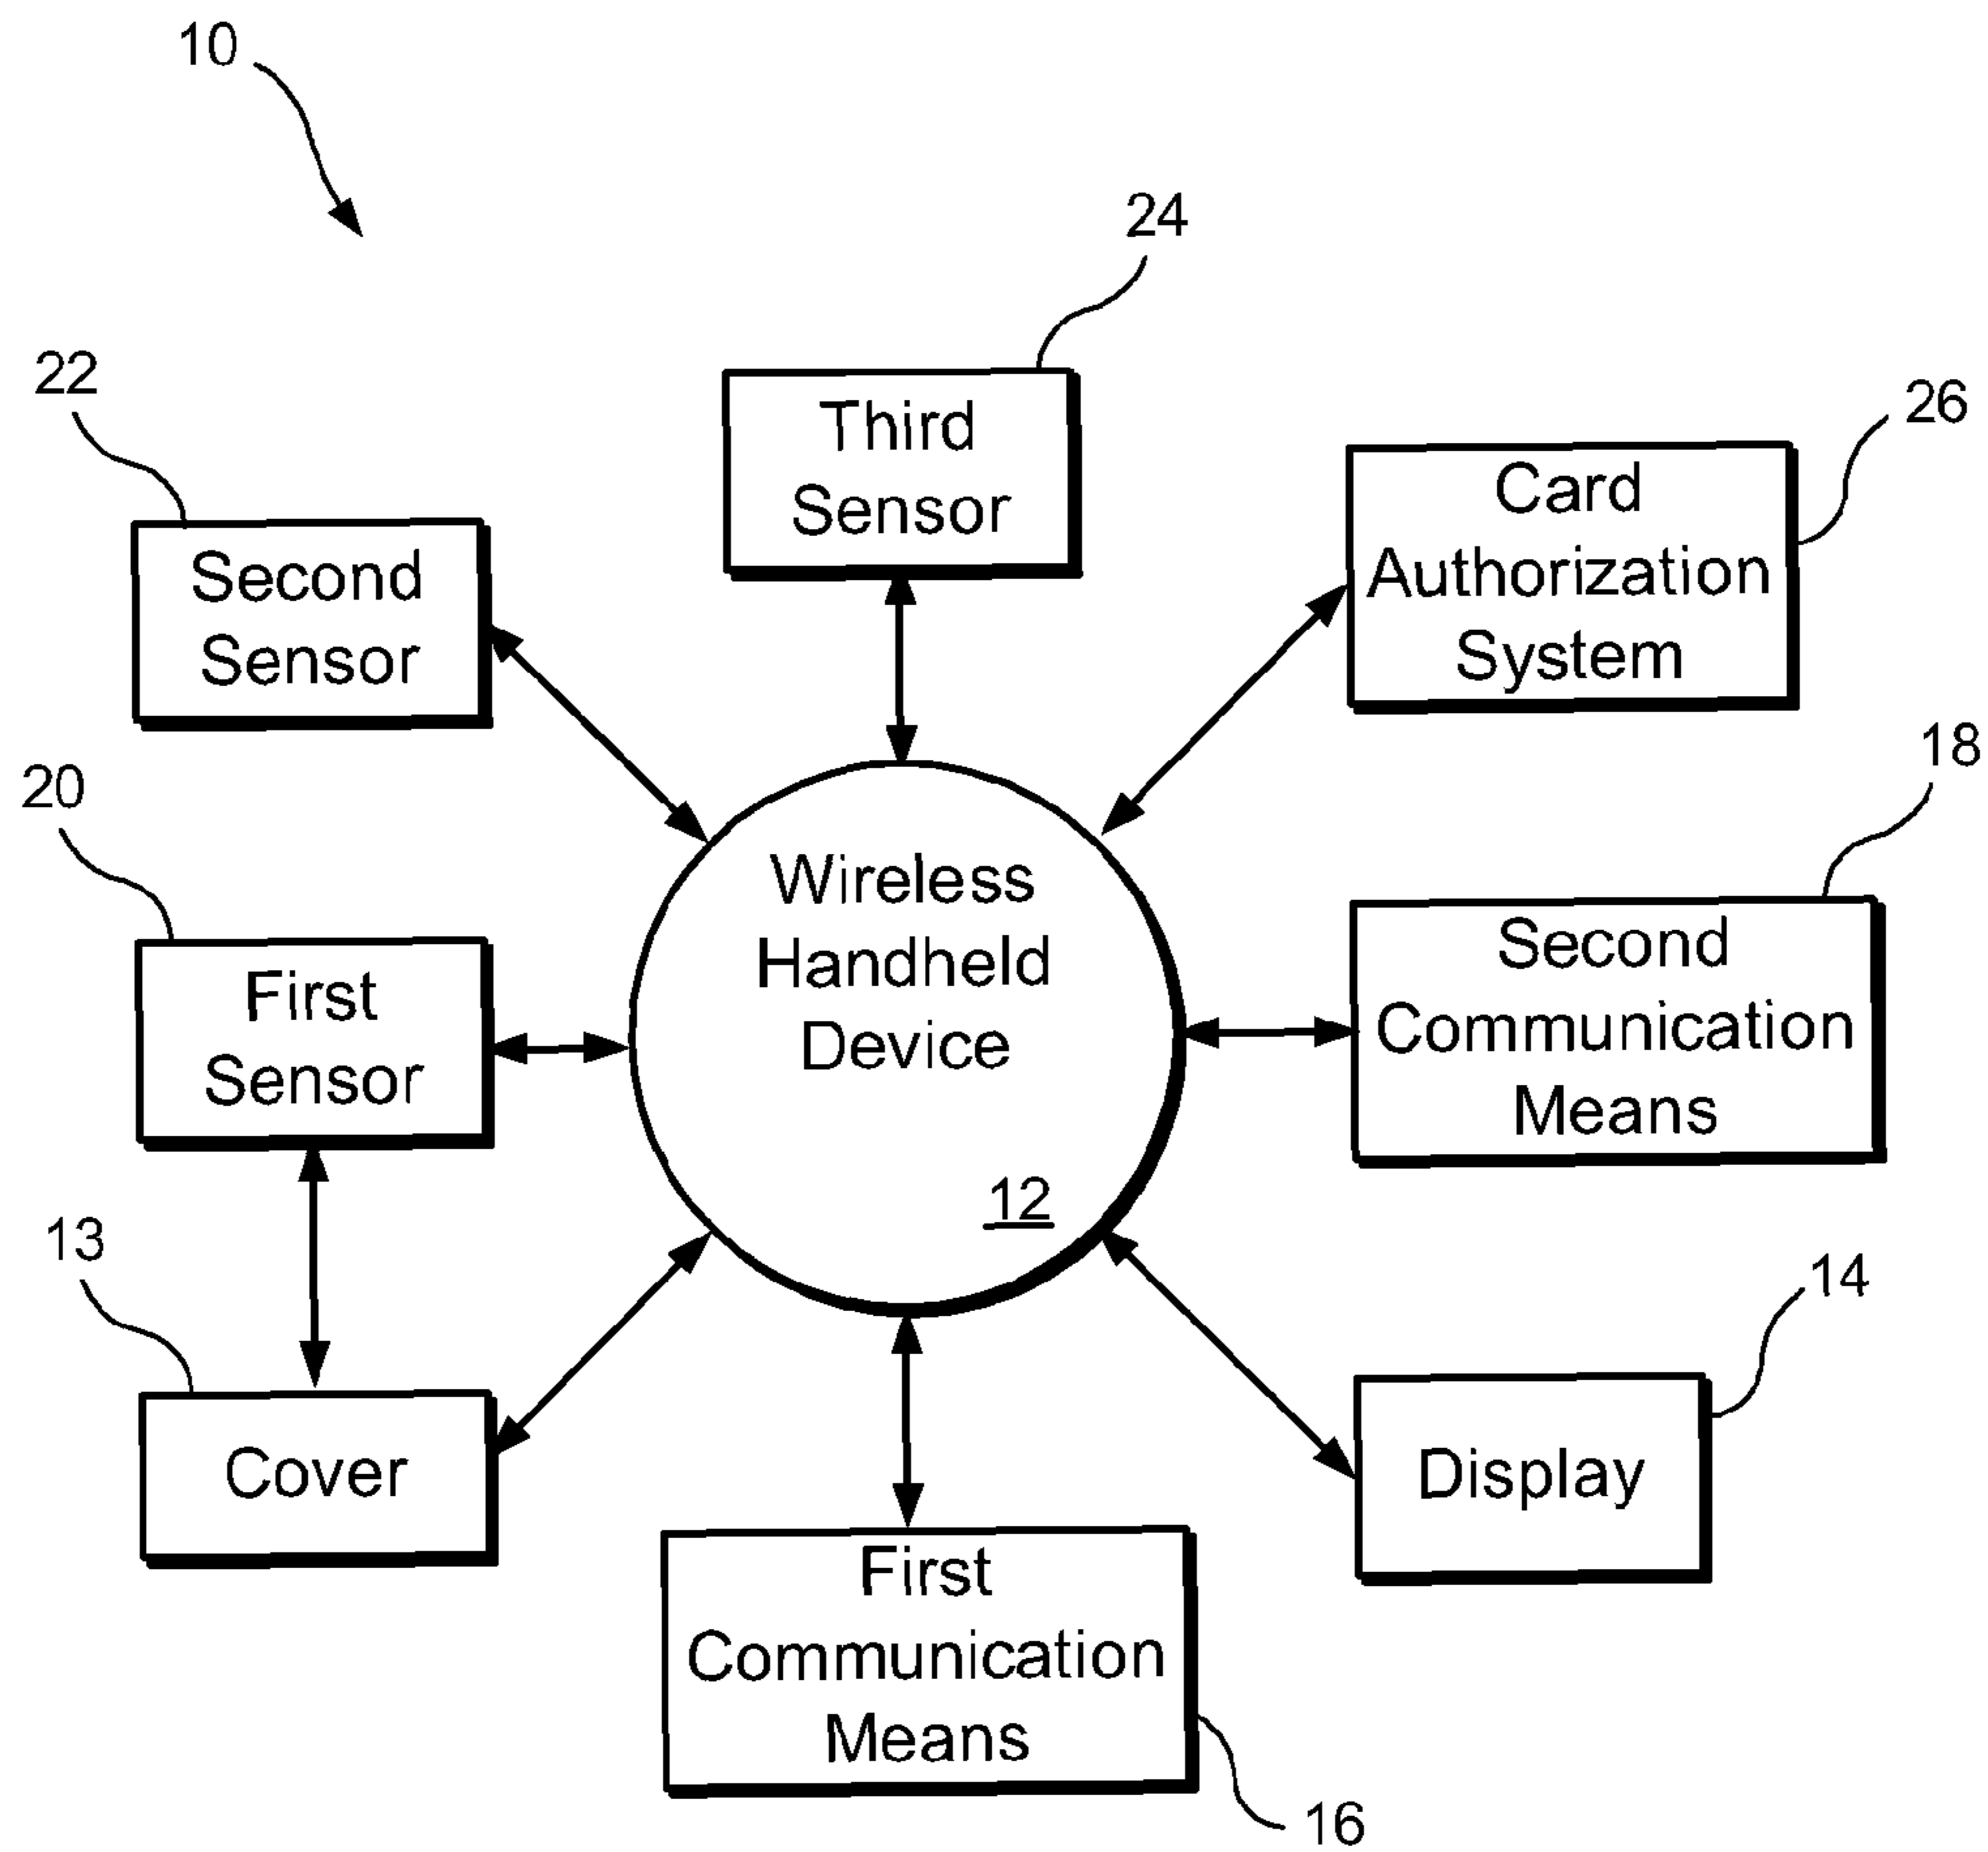 10
24
Third
Sensor
22
Second
Sensor
26
Card
Authorization
System
20
First
Sensor
Wireless
Handheld
Device
12
18
Second
Communication
Means
13
Cover
14
Display
First
Communication
Means
16